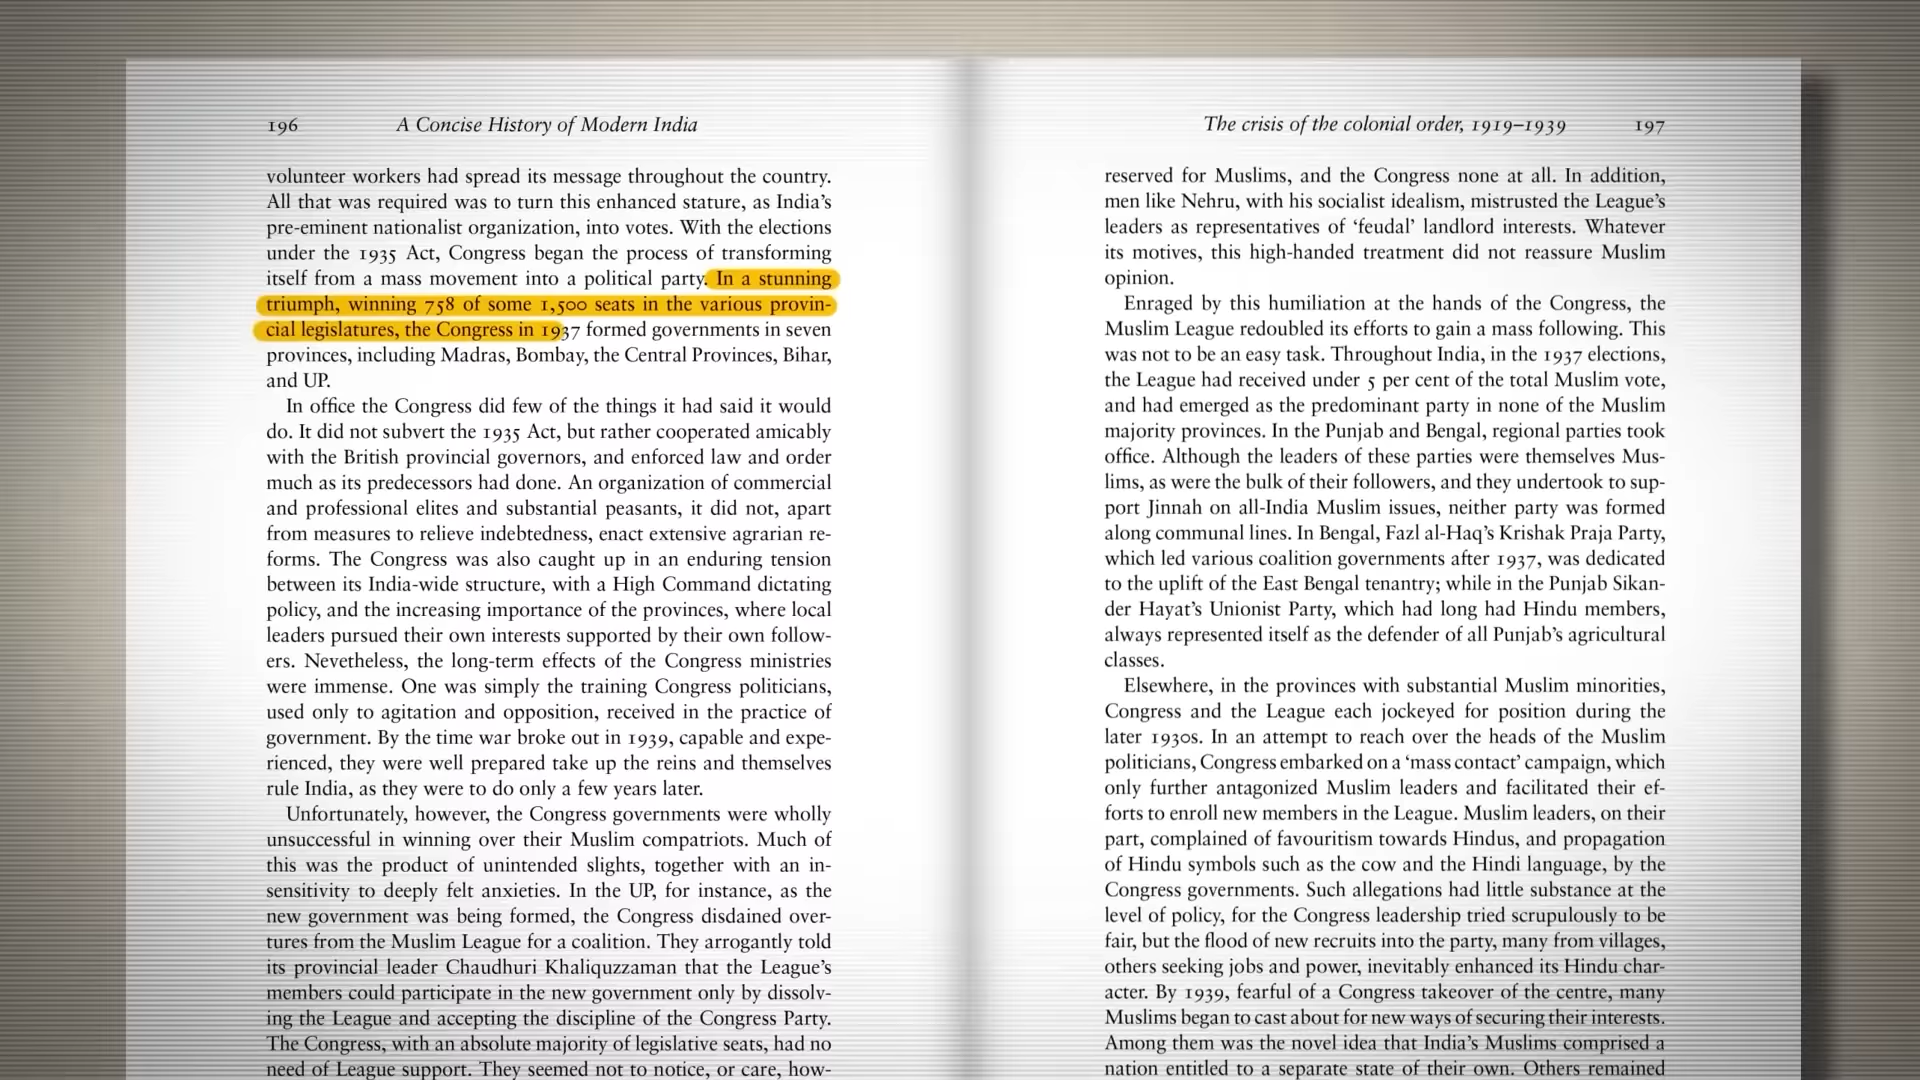 196 A Concise History of Modern India
volunteer workers had spread its message throughout the country.
All that was required was to turn this enhanced stature, as India's
pre-eminent nationalist organization, into votes. With the elections
under the 1935 Act, Congress began the process of transforming
itself from a mass movement into a political party. In a stunning
triumph, winning 758 of some 1,500 seats in the various provin-
cial legislatures, the Congress in 1937 formed governments in seven
provinces, including Madras, Bombay, the Central Provinces, Bihar,
and UP.
In office the Congress did few of the things it had said it would
do. It did not subvert the 1935 Act, but rather cooperated amicably
with the British provincial governors, and enforced law and order
much as its predecessors had done. An organization of commercial
and professional elites and substantial peasants, it did not, apart
from measures to relieve indebtedness, enact extensive agrarian re-
forms. The Congress was also caught up in an enduring tension
between its India-wide structure, with a High Command dictating
policy, and the increasing importance of the provinces, where local
leaders pursued their own interests supported by their own follow-
ers. Nevetheless, the long-term effects of the Congress ministries
were immense. One was simply the training Congress politicians,
used only to agitation and opposition, received in the practice of
government. By the time war broke out in 1939, capable and expe-
rienced, they were well prepared take up the reins and themselves
rule India, as they were to do only a few years later.
Unfortunately, however, the Congress governments were wholly
unsuccessful in winning over their Muslim compatriots. Much of
this was the product of unintended slights, together with an in-
sensitivity to deeply felt anxieties. In the UP, for instance, as the
new government was being formed, the Congress disdained over-
tures from the Muslim League for a coalition. They arrogantly told
its provincial leader Chaudhuri Khaliquzzaman that the League's
members could participate in the new government only by dissolv-
ing the League and accepting the discipline of the Congress Party.
The Congress, with an absolute majority of legislative seats, had no
need of League support. They seemed not to notice, or care, how-
The crisis of the colonial order, 1919–1939 197
reserved for Muslims, and the Congress none at all. In addition,
men like Nehru, with his socialist idealism, mistrusted the League's
leaders as representatives of 'feudal' landlord interests. Whatever
its motives, this high-handed treatment did not reassure Muslim
opinion.
Enraged by this humiliation at the hands of the Congress, the
Muslim League redoubled its efforts to gain a mass following. This
was not to be an easy task. Throughout India, in the 1937 elections,
the League had received under 5 per cent of the total Muslim vote,
and had emerged as the predominant party in none of the Muslim
majority provinces. In the Punjab and Bengal, regional parties took
office. Although the leaders of these parties were themselves Mus-
lims, as were the bulk of their followers, and they undertook to sup-
port Jinnah on all-India Muslim issues, neither party was formed
along communal lines. In Bengal, Fazl al-Haq's Krishak Praja Party,
which led various coalition governments after 1937, was dedicated
to the uplift of the East Bengal tenantry; while in the Punjab Sikan-
der Hayat's Unionist Party, which had long had Hindu members,
always represented itself as the defender of all Punjab's agricultural
classes.
Elsewhere, in the provinces with substantial Muslim minorities,
Congress and the League each jockeyed for position during the
later 1930s. In an attempt to reach over the heads of the Muslim
politicians, Congress embarked on a 'mass contact' campaign, which
only further antagonized Muslim leaders and facilitated their ef-
forts to enroll new members in the League. Muslim leaders, on their
part, complained of favouritism towards Hindus, and propagation
of Hindu symbols such as the cow and the Hindi language, by the
Congress governments. Such allegations had little substance at the
level of policy, for the Congress leadership tried scrupulously to be
fair, but the flood of new recruits into the party, many from villages,
others seeking jobs and power, inevitably enhanced its Hindu char-
acter. By 1939, fearful of a Congress takeover of the centre, many
Muslims began to cast about for new ways of securing their interests.
Among them was the novel idea that India's Muslims comprised a
nation entitled to a separate state of their own. Others remained